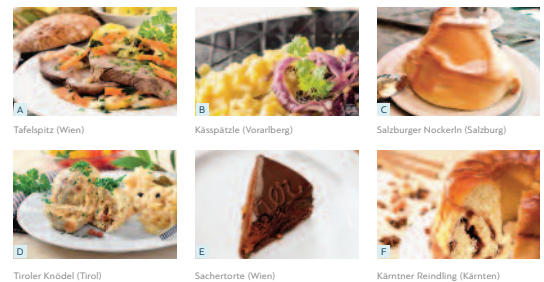 A
B
C
Tafelspitz (Wien)
Kässpätzle (Vorarlberg)
Salzburger Nockerln (Salzburg)
D
E
F
Tiroler Knödel (Tirol)
Sachertorte (Wien)
Kärntner Reindling (Kärnten)